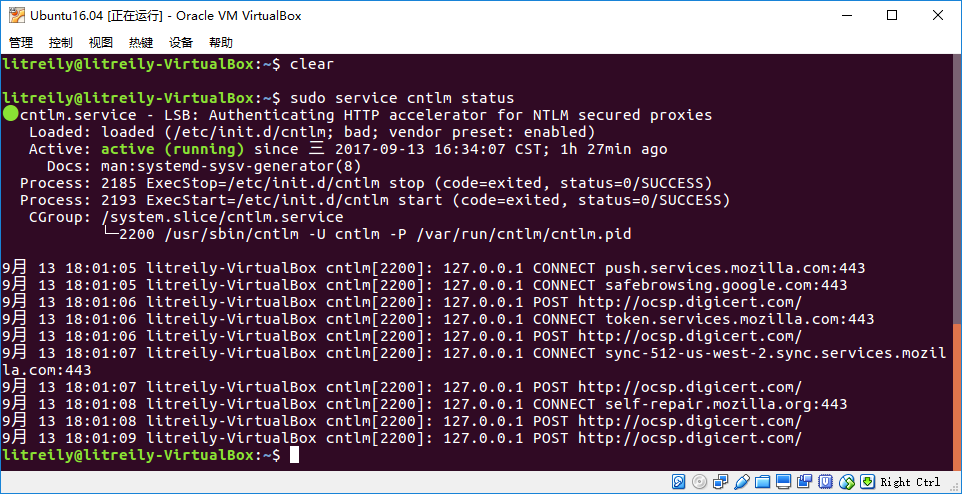 Ubuntu16.04 [正在运行] - Oracle VM VirtualBox
管理 控制 视图 热键 设备 帮助
litreily@litreily-VirtualBox:~$ clear
litreily@litreily-VirtualBox:~$ sudo service cntlm status
●cntlm.service - LSB: Authenticating HTTP accelerator for NTLM secured proxies
Loaded: loaded (/etc/init.d/cntlm; bad; vendor preset: enabled)
Active: active (running) since 三 2017-09-13 16:34:07 CST; 1h 27min ago
Docs: man:systemd-sysv-generator(8)
Process: 2185 ExecStop=/etc/init.d/cntlm stop (code=exited, status=0/SUCCESS)
Process: 2193 ExecStart=/etc/init.d/cntlm start (code=exited, status=0/SUCCESS)
CGroup: /system.slice/cntlm.service
└─2200 /usr/sbin/cntlm -U cntlm -P /var/run/cntlm/cntlm.pid
9月 13 18:01:05 litreily-VirtualBox cntlm[2200]: 127.0.0.1 CONNECT push.services.mozilla.com:443
9月 13 18:01:05 litreily-VirtualBox cntlm[2200]: 127.0.0.1 CONNECT safebrowsing.google.com:443
9月 13 18:01:06 litreily-VirtualBox cntlm[2200]: 127.0.0.1 POST http://ocsp.digicert.com/
9月 13 18:01:06 litreily-VirtualBox cntlm[2200]: 127.0.0.1 CONNECT token.services.mozilla.com:443
9月 13 18:01:06 litreily-VirtualBox cntlm[2200]: 127.0.0.1 POST http://ocsp.digicert.com/
9月 13 18:01:07 litreily-VirtualBox cntlm[2200]: 127.0.0.1 CONNECT sync-512-us-west-2.sync.services.mozil
la.com:443
9月 13 18:01:07 litreily-VirtualBox cntlm[2200]: 127.0.0.1 POST http://ocsp.digicert.com/
9月 13 18:01:08 litreily-VirtualBox cntlm[2200]: 127.0.0.1 CONNECT self-repair.mozilla.org:443
9月 13 18:01:08 litreily-VirtualBox cntlm[2200]: 127.0.0.1 POST http://ocsp.digicert.com/
9月 13 18:01:09 litreily-VirtualBox cntlm[2200]: 127.0.0.1 POST http://ocsp.digicert.com/
litreily@litreily-VirtualBox:~$
Right Ctrl